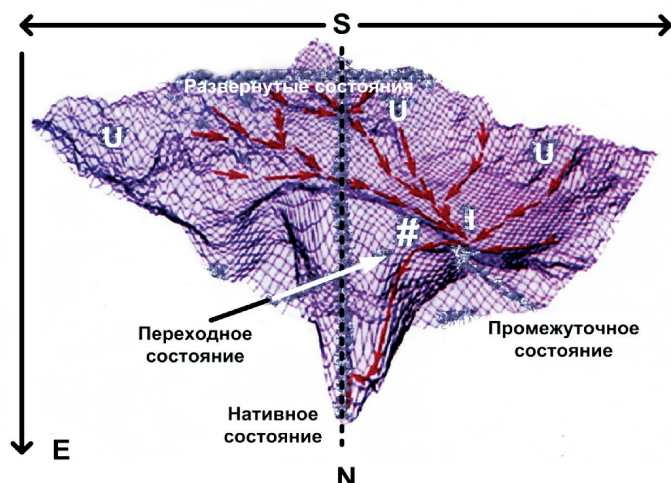 S
Развернутые состояния
U
U
U
#
I
Переходное
состояние
Промежуточное
состояние
Нативное
состояние
E
N